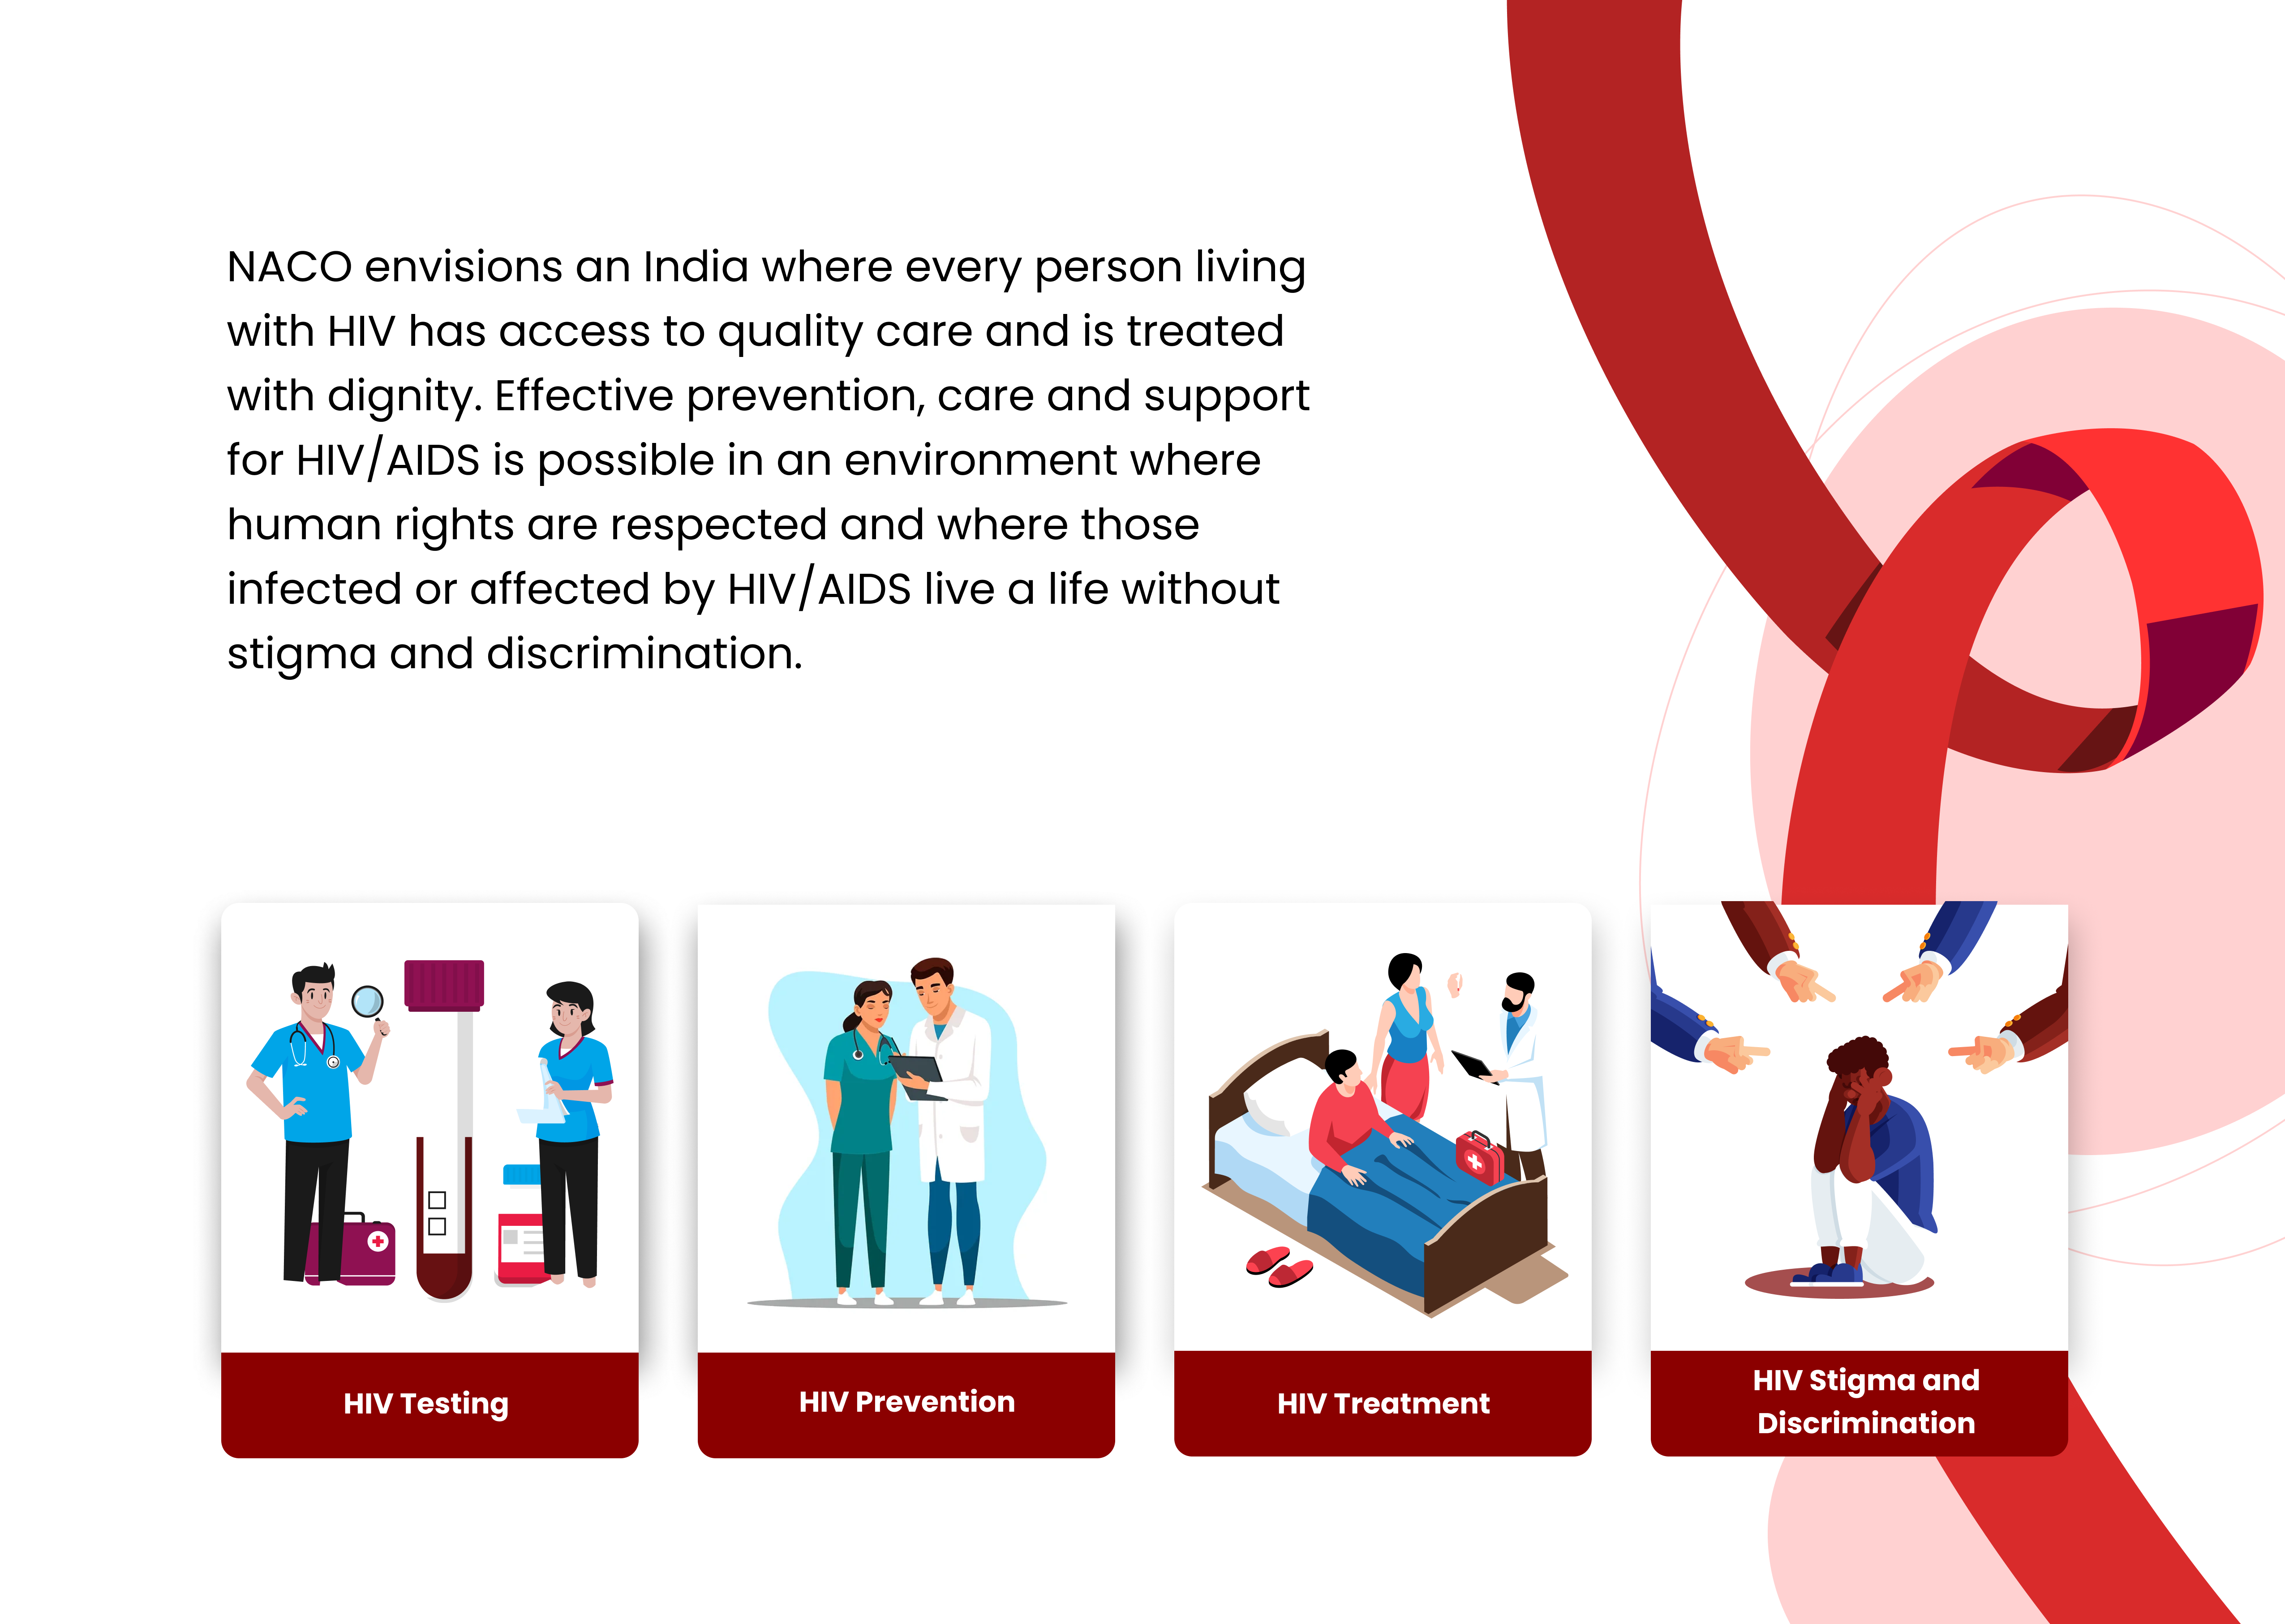 NACO envisions an India where every person living
with HIV has access to quality care and is treated
with dignity. Effective prevention, care and support
for HIV/AIDS is possible in an environment where
human rights are respected and where those
infected or affected by HIV/AIDS live a life without
stigma and discrimination.
HIV Testing
HIV Prevention
HIV Treatment
HIV Stigma and
Discrimination